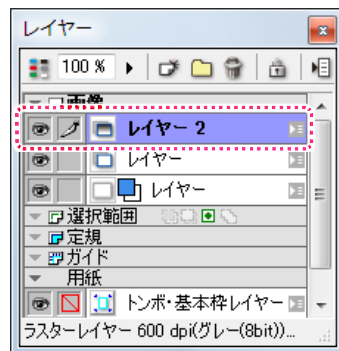 レイヤー
100 %
画像
レイヤー 2
レイヤー
レイヤー
選択範囲
定規
ガイド
用紙
トンボ・基本枠レイヤー
ラスターレイヤー 600 dpi(グレー(8bit))...